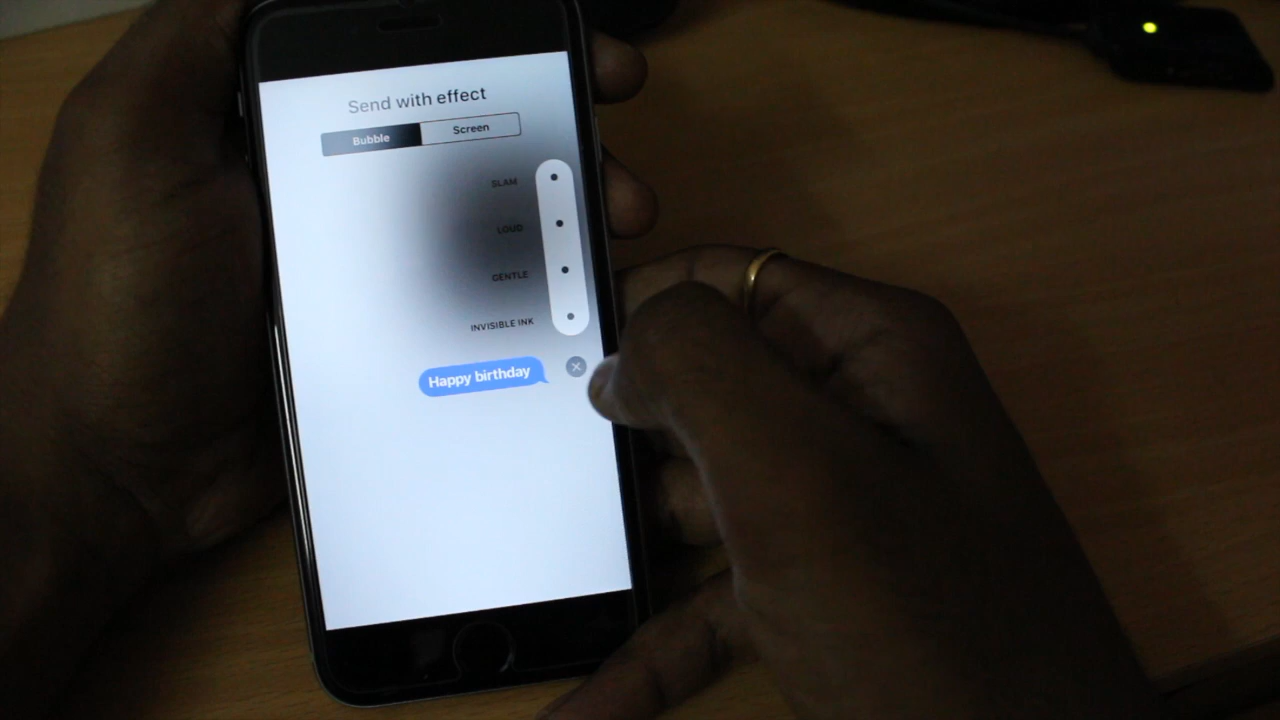 Send with effect
Bubble Screen
SLAM
LOUD
GENTLE
INVISIBLE INK
Happy birthday